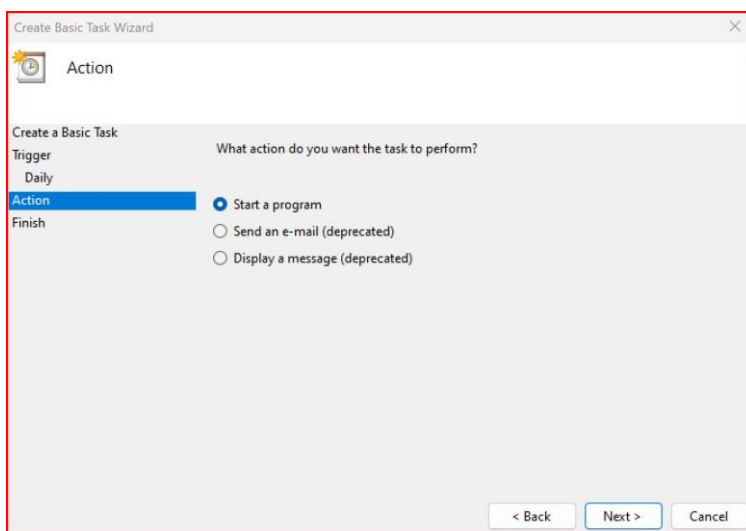 Create Basic Task Wizard
Action
Create a Basic Task
What action do you want the task to perform?
Trigger
Daily
Action
Start a program
Finish
Send an e-mail (deprecated)
Display a message (deprecated)
< Back Next > Cancel